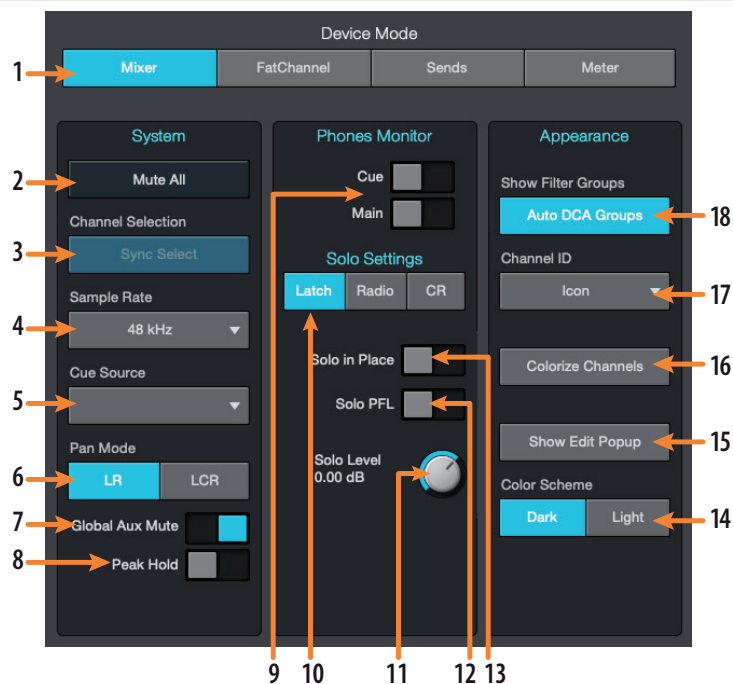 Device Mode
1
Mixer
FatChannel
Sends
Meter
System
2
Mute All
Channel Selection
3
Sync Select
Sample Rate
4
48 kHz
Cue Source
5
Pan Mode
6
LR
LCR
7
Global Aux Mute
8
Peak Hold
Phones Monitor
Cue
Main
Solo Settings
Latch
Radio
CR
Solo in Place
Solo PFL
Solo Level
0.00 dB
Appearance
Show Filter Groups
Auto DCA Groups
18
Channel ID
Icon
17
Colorize Channels
16
Show Edit Popup
15
Color Scheme
Dark
Light
14
9
10
11
12
13